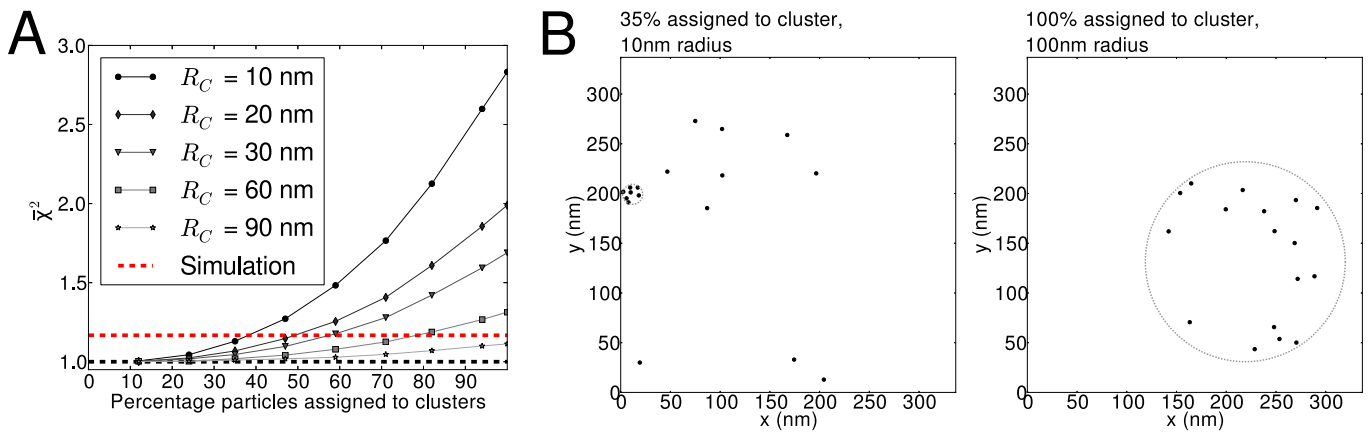 A
3.0
2.5
2.0
1.5
1.0
χ̄²
R_C = 10 nm
R_C = 20 nm
R_C = 30 nm
R_C = 60 nm
R_C = 90 nm
Simulation
0 10 20 30 40 50 60 70 80 90
Percentage particles assigned to clusters
B
35% assigned to cluster,
10nm radius
300
250
200
150
100
50
0
y (nm)
0 50 100 150 200 250 300
x (nm)
100% assigned to cluster,
100nm radius
300
250
200
150
100
50
0
y (nm)
0 50 100 150 200 250 300
x (nm)